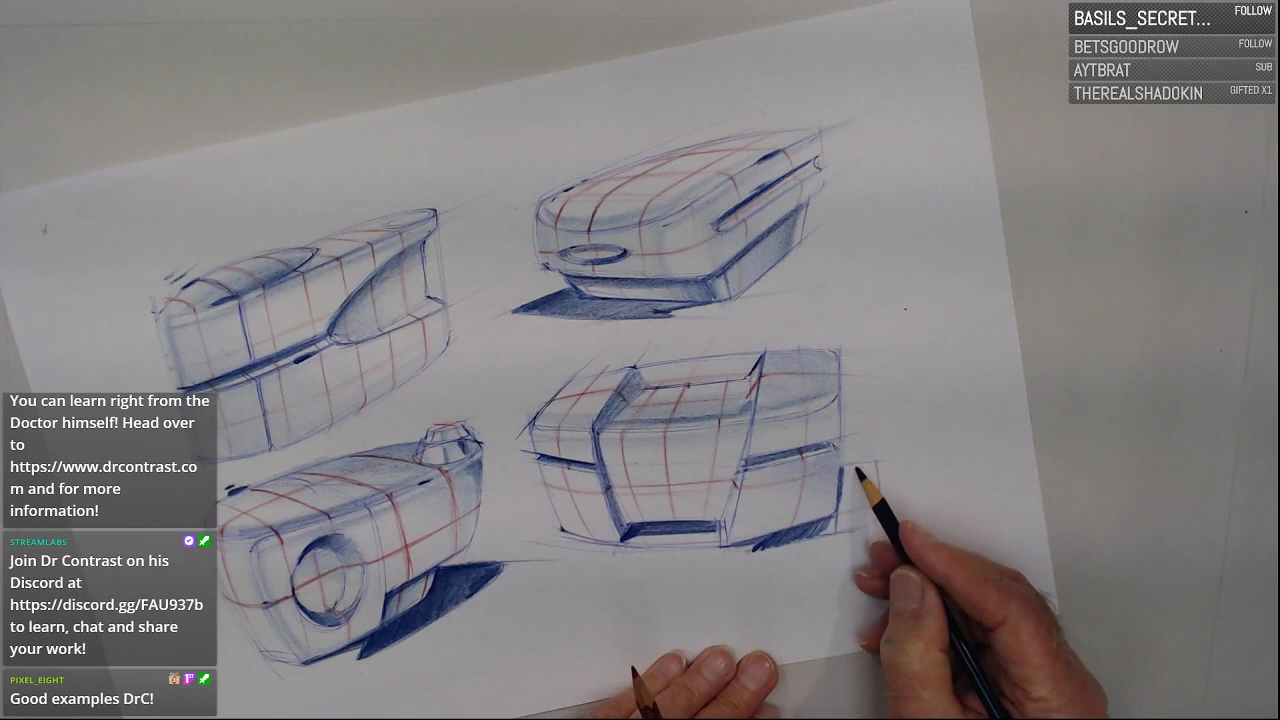 BASILS_SECRET... FOLLOW
BETSGOODROW FOLLOW
AYTBRAT SUB
THEREALSHADOKIN GIFTED X1
You can learn right from the
Doctor himself! Head over
to
https://www.drcontrast.co
m and for more
information!
STREAMLABS
Join Dr Contrast on his
Discord at
https://discord.gg/FAU937b
to learn, chat and share
your work!
PIXEL_EIGHT
Good examples DrC!